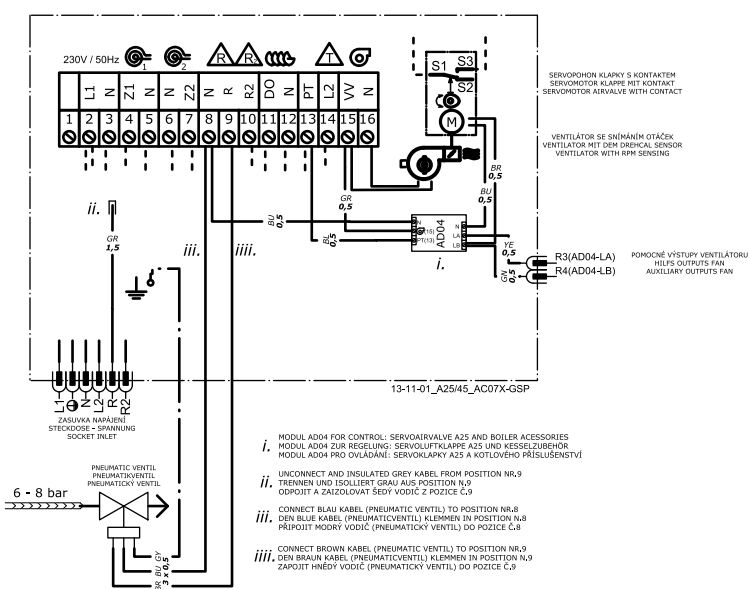 230V / 50Hz
1
2
R
R2
T
L1
N
Z1
N
N
Z2
N
R
R2
DO
N
PT
L2
VV
N
1 2 3 4 5 6 7 8 9 10 11 12 13 14 15 16
S1
S3
S2
M
SERVOPOHON KLAPKY S KONTAKTEM
SERVOMOTOR KLAPPE MIT KONTAKT
SERVOMOTOR AIRVALVE WITH CONTACT
VENTILÁTOR SE SNÍMÁNÍM OTÁČEK
VENTILATOR MIT DEM DREHCAL SENSOR
VENTILATOR WITH RPM SENSING
BR
0,5
BU
0,5
GR
0,5
BU
0,5
BL
0,5
N
(15)
PT(13)
AD04
N
LA
LB
i.
YE
0,5
GN
0,5
R3(AD04-LA)
R4(AD04-LB)
POMOCNÉ VÝSTUPY VENTILÁTORU
HILFS OUTPUTS FAN
AUXILIARY OUTPUTS FAN
ii.
GR
1,5
iii.
iiii.
13-11-01_A25/45_AC07X-GSP
L1
N
L2
R
R2
ZASUVKA NAPÁJENÍ
STECKDOSE - SPANNUNG
SOCKET INLET
PNEUMATIC VENTIL
PNEUMATIKVENTIL
PNEUMATICKÝ VENTIL
6 - 8 bar
BR BU GY
3 x 0,5
i. MODUL AD04 FOR CONTROL: SERVOAIRVALVE A25 AND BOILER ACESSORIES
MODUL AD04 ZUR REGELUNG: SERVOLUFTKLAPPE A25 UND KESSELZUBEHÖR
MODUL AD04 PRO OVLÁDÁNÍ: SERVOKLAPKY A25 A KOTLOVÉHO PŘÍSLUŠENSTVÍ
ii. UNCONNECT AND INSULATED GREY KABEL FROM POSITION NR.9
TRENNEN UND ISOLLIERT GRAU AUS POSITION N.9
ODPOJIT A ZAIZOLOVAT ŠEDÝ VODIČ Z POZICE Č.9
iii. CONNECT BLAU KABEL (PNEUMATIC VENTIL) TO POSITION NR.8
DEN BLUE KABEL (PNEUMATICVENTIL) KLEMMEN IN POSITION N.8
PŘIPOJIT MODRÝ VODIČ (PNEUMATICKÝ VENTIL) DO POZICE Č.8
iiii. CONNECT BROWN KABEL (PNEUMATIC VENTIL) TO POSITION NR.9
DEN BRAUN KABEL (PNEUMATICVENTIL) KLEMMEN IN POSITION N.9
ZAPOJIT HNĚDÝ VODIČ (PNEUMATICKÝ VENTIL) DO POZICE Č.9